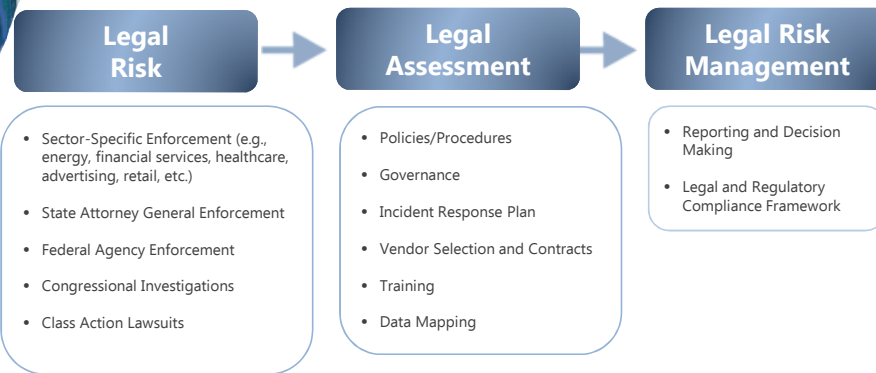 Legal
Risk
Legal
Assessment
Legal Risk
Management
• Sector-Specific Enforcement (e.g.,
energy, financial services, healthcare,
advertising, retail, etc.)
• State Attorney General Enforcement
• Federal Agency Enforcement
• Congressional Investigations
• Class Action Lawsuits
• Policies/Procedures
• Governance
• Incident Response Plan
• Vendor Selection and Contracts
• Training
• Data Mapping
• Reporting and Decision
Making
• Legal and Regulatory
Compliance Framework